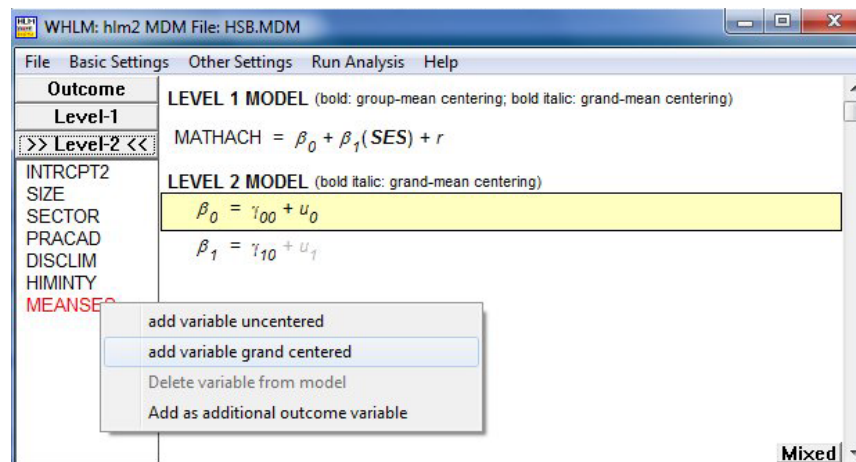 WHLM: hlm2 MDM File: HSB.MDM
File Basic Settings Other Settings Run Analysis Help
Outcome
Level-1
>> Level-2 <<
INTRCPT2
SIZE
SECTOR
PRACAD
DISCLIM
HIMINTY
MEANSES
LEVEL 1 MODEL (bold: group-mean centering; bold italic: grand-mean centering)
MATHACH = β0 + β1(SES) + r
LEVEL 2 MODEL (bold italic: grand-mean centering)
β0 = γ00 + u0
β1 = γ10 + u1
add variable uncentered
add variable grand centered
Delete variable from model
Add as additional outcome variable
Mixed